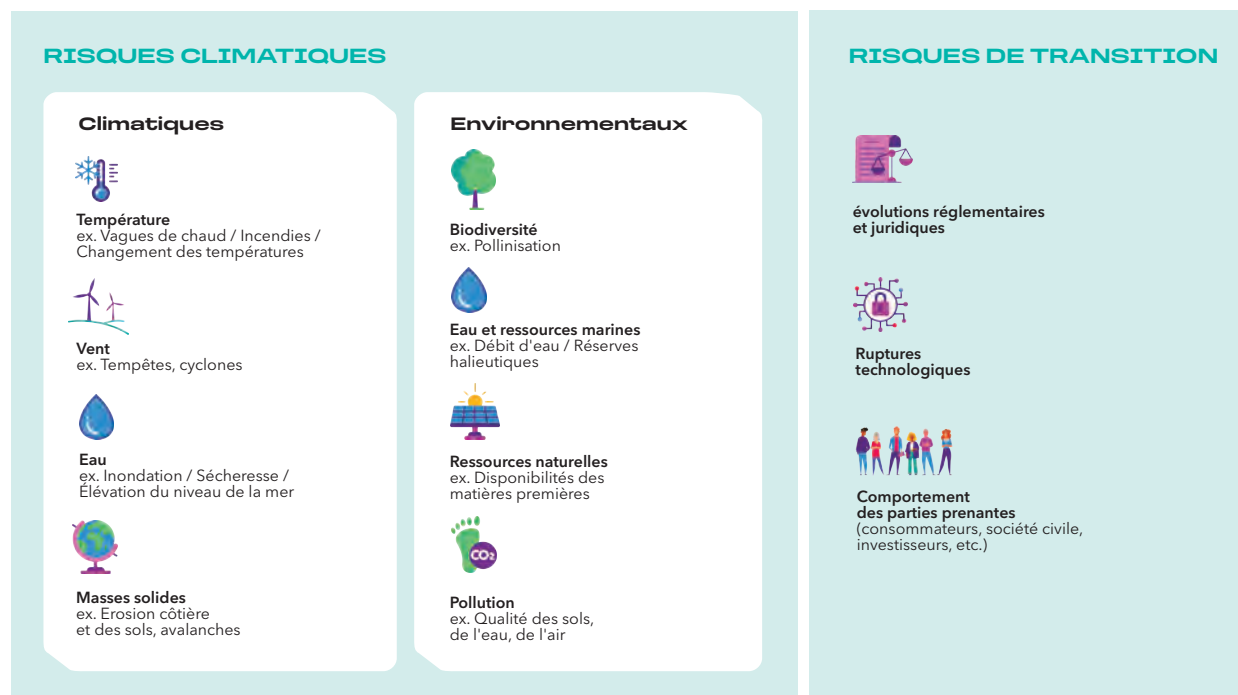 RISQUES CLIMATIQUES
Climatiques
Température
ex. Vagues de chaud / Incendies /
Changement des températures
Vent
ex. Tempêtes, cyclones
Eau
ex. Inondation / Sécheresse /
Élévation du niveau de la mer
Masses solides
ex. Erosion côtière
et des sols, avalanches
Environnementaux
Biodiversité
ex. Pollinisation
Eau et ressources marines
ex. Débit d'eau / Réserves
halieutiques
Ressources naturelles
ex. Disponibilités des
matières premières
CO2
Pollution
ex. Qualité des sols,
de l'eau, de l'air
RISQUES DE TRANSITION
évolutions réglementaires
et juridiques
Ruptures
technologiques
Comportement
des parties prenantes
(consommateurs, société civile,
investisseurs, etc.)